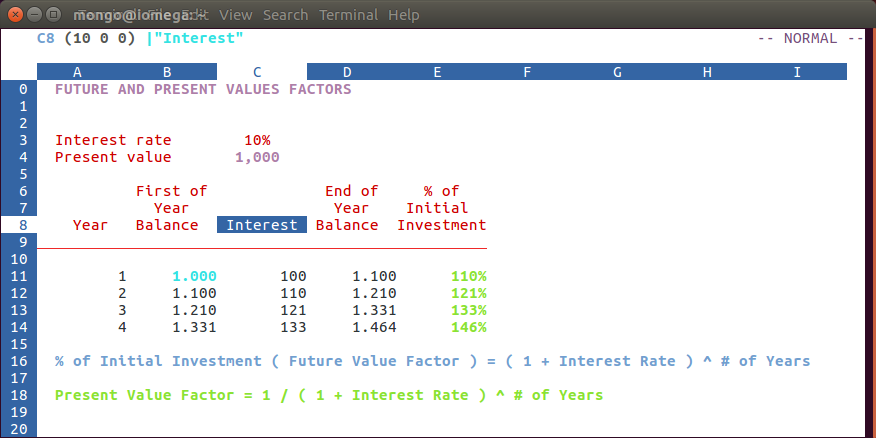 mongo@iomega: ~ Terminal File Edit View Search Terminal Help
C8 (10 0 0) |"Interest" -- NORMAL --
A B C D E F G H I
0 FUTURE AND PRESENT VALUES FACTORS
1
2
3 Interest rate 10%
4 Present value 1,000
5
6 First of End of % of
7 Year Year Initial
8 Year Balance Interest Balance Investment
9
10
11 1 1.000 100 1.100 110%
12 2 1.100 110 1.210 121%
13 3 1.210 121 1.331 133%
14 4 1.331 133 1.464 146%
15
16 % of Initial Investment ( Future Value Factor ) = ( 1 + Interest Rate ) ^ # of Years
17
18 Present Value Factor = 1 / ( 1 + Interest Rate ) ^ # of Years
19
20